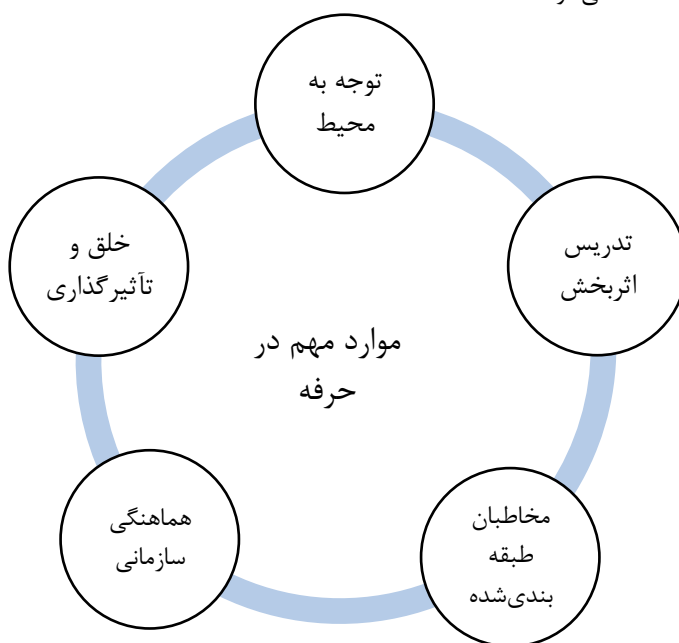 توجه به
محیط
تدریس
اثربخش
مخاطبان
طبقه
بندی‌شده
هماهنگی
سازمانی
خلق و
تآثیرگذاری
موارد مهم در
حرفه